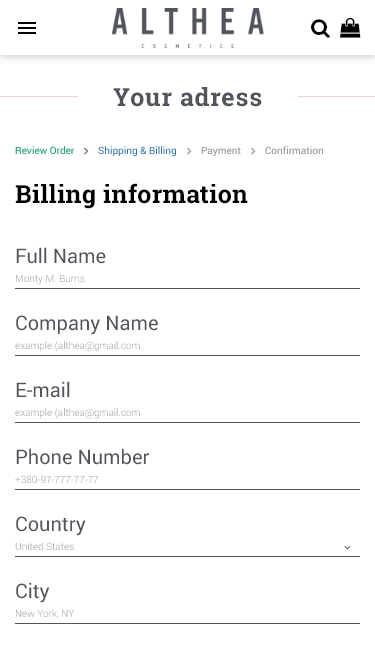 ALTHEA
COSMETICS
Your adress
Review Order > Shipping & Billing > Payment > Confirmation
Billing information
Full Name
Monty M. Burns
Company Name
example (althea@gmail.com
E-mail
example (althea@gmail.com
Phone Number
+380-97-777-77-77
Country
United States
City
New York, NY